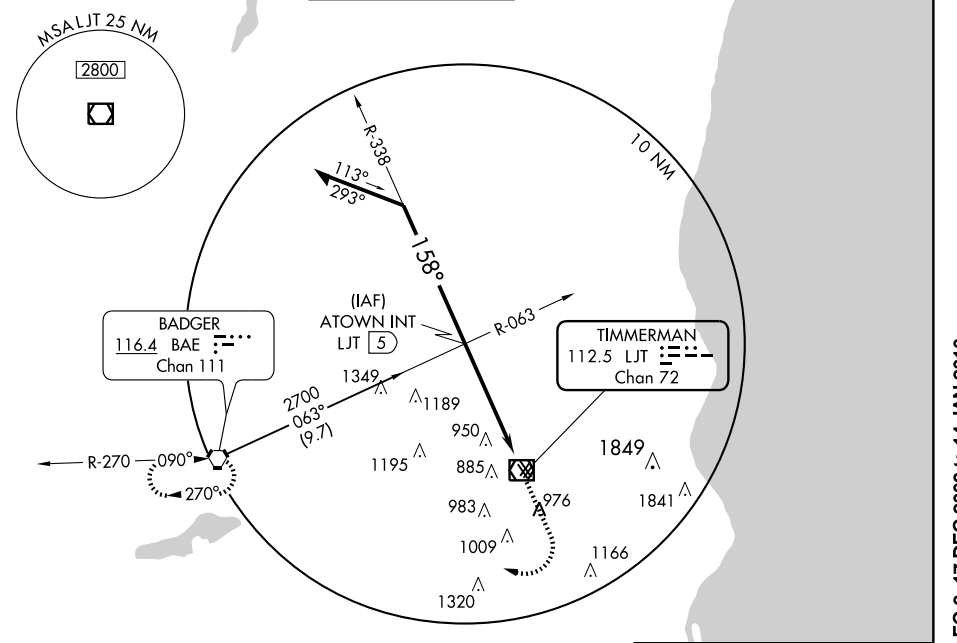 MSA LJT 25 NM
2800
10 NM
R-338
113°
293°
158°
(IAF)
ATOWN INT
LJT 5
R-063
BADGER
116.4 BAE
Chan 111
TIMMERMAN
112.5 LJT
Chan 72
2700
063°
(9.7)
1349
1189
950
1195
885
1849
R-270
090°
270°
983
976
1841
1009
1166
1320